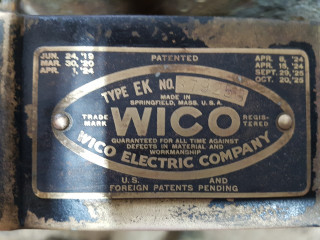 PATENTED
JUN. 24, '19
MAR. 30, '20
APR. 1, '24
APR. 8, '24
APR. 15, '24
SEPT. 29, '25
OCT. 20, '25
TYPE EK NO.
MADE IN
SPRINGFIELD, MASS. U.S.A.
TRADE MARK
WICO
REGISTERED
GUARANTEED FOR ALL TIME AGAINST
DEFECTS IN MATERIAL AND
WORKMANSHIP
WICO ELECTRIC COMPANY
U.S. AND
FOREIGN PATENTS PENDING